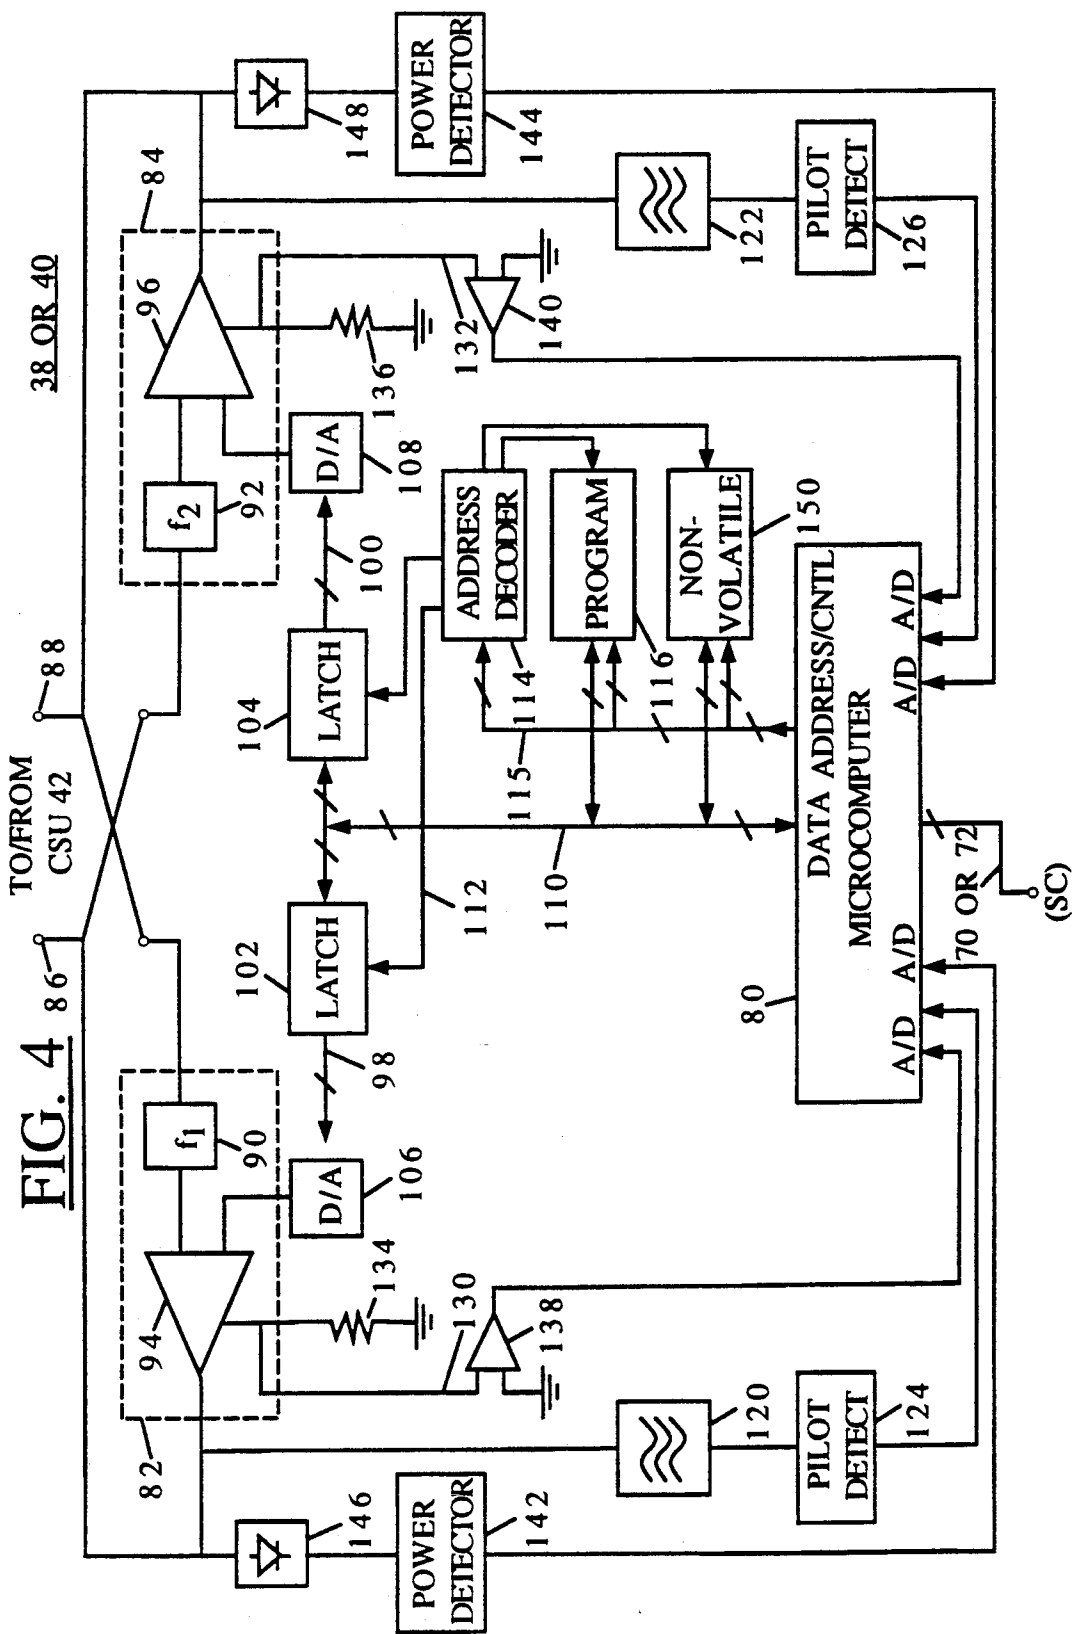 FIG. 4
38 OR 40
TO/FROM
CSU 42
86
88
82
94
f1
90
f2
92
96
84
146
POWER
DETECTOR
142
134
D/A
106
98
102
LATCH
104
LATCH
100
D/A
108
136
148
POWER
DETECTOR
144
130
138
112
110
115
ADDRESS
DECODER
114
PROGRAM
116
NON-
VOLATILE
150
132
140
120
PILOT
DETECT
124
122
PILOT
DETECT
126
80
DATA ADDRESS/CNTL
MICROCOMPUTER
A/D
A/D
A/D
A/D
70 OR 72
(SC)